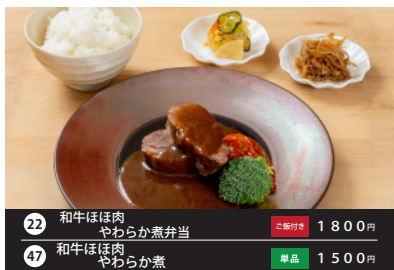 22 和牛ほほ肉
やわらか煮弁当 ご飯付き 1800円
47 和牛ほほ肉
やわらか煮 単品 1500円